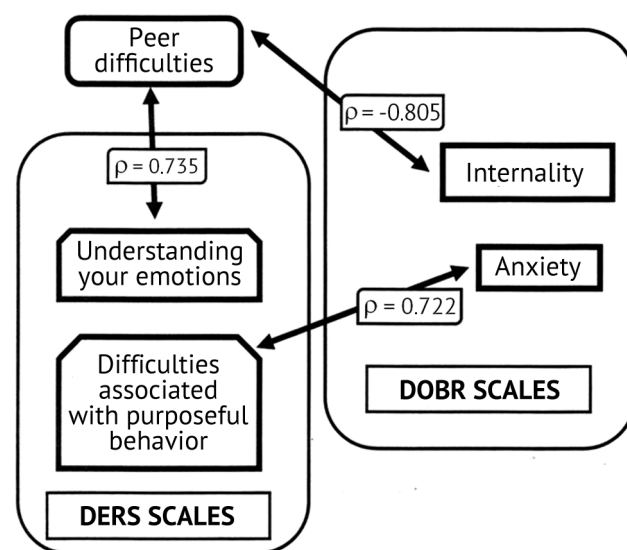 Peer
difficulties
ρ = -0.805
ρ = 0.735
Internality
Understanding
your emotions
Anxiety
ρ = 0.722
Difficulties
associated
with purposeful
behavior
DOBR SCALES
DERS SCALES